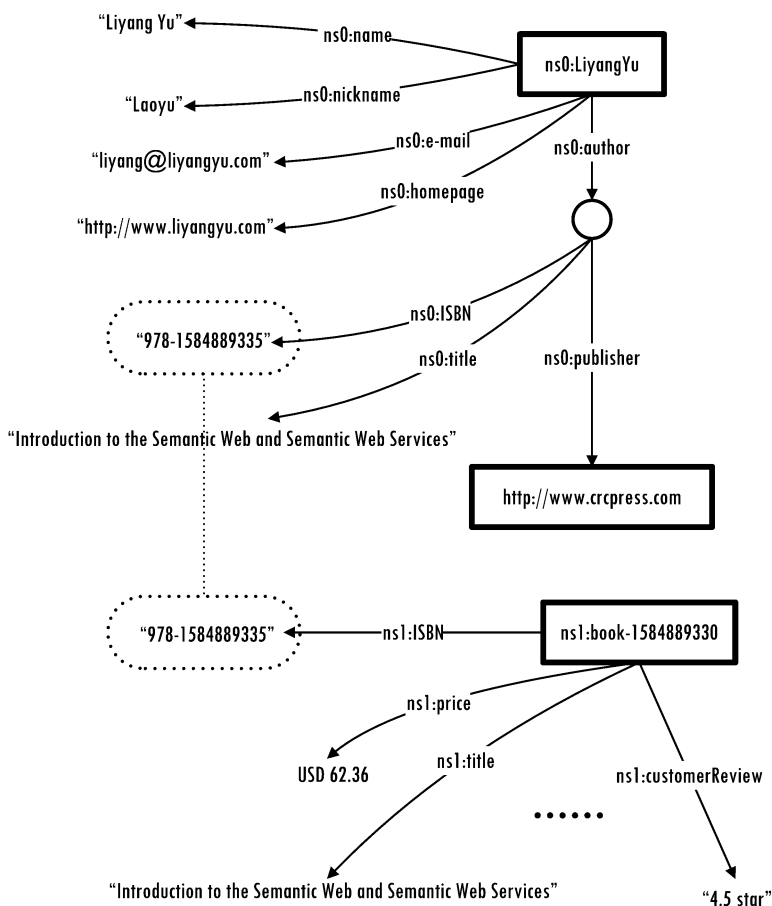 “Liyang Yu”
ns0:name
ns0:LiyangYu
“Laoyu”
ns0:nickname
ns0:e-mail
“liyang@liyangyu.com”
ns0:author
ns0:homepage
“http://www.liyangyu.com”
ns0:ISBN
“978-1584889335”
ns0:title
ns0:publisher
“Introduction to the Semantic Web and Semantic Web Services”
http://www.crcpress.com
“978-1584889335”
ns1:ISBN
ns1:book-1584889330
ns1:price
USD 62.36
ns1:title
ns1:customerReview
......
“Introduction to the Semantic Web and Semantic Web Services”
“4.5 star”